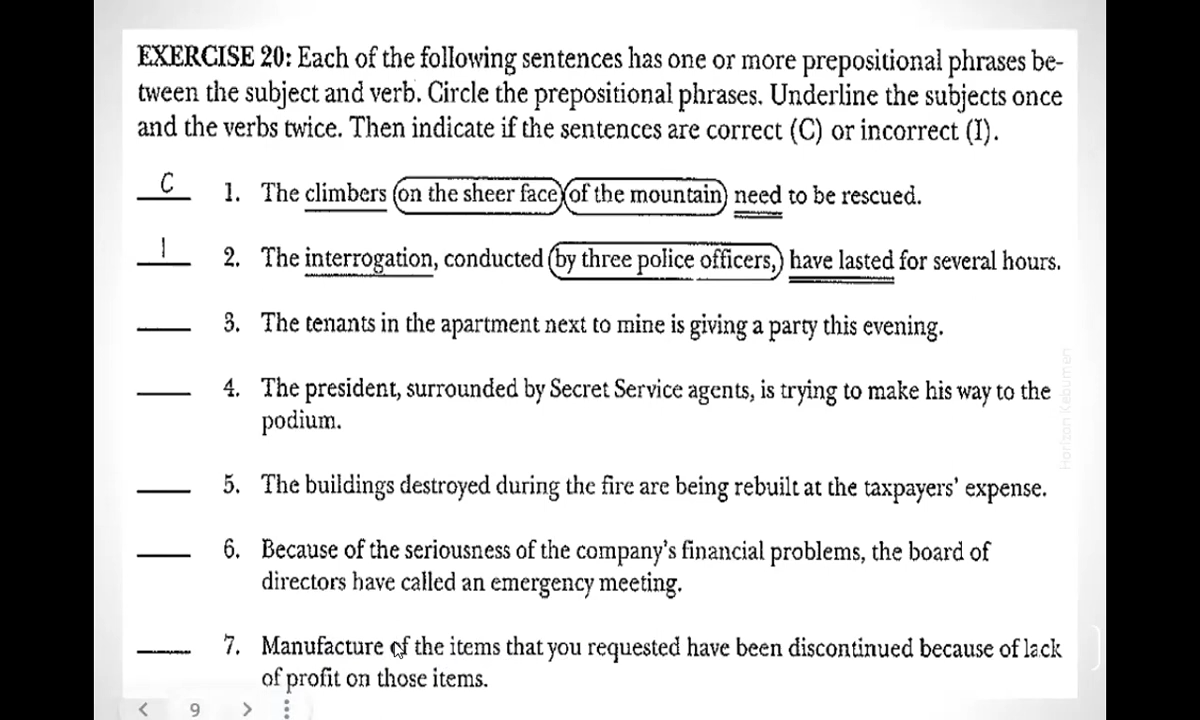 EXERCISE 20: Each of the following sentences has one or more prepositional phrases be-
tween the subject and verb. Circle the prepositional phrases. Underline the subjects once
and the verbs twice. Then indicate if the sentences are correct (C) or incorrect (I).
C 1. The climbers on the sheer face of the mountain need to be rescued.
I 2. The interrogation, conducted by three police officers, have lasted for several hours.
3. The tenants in the apartment next to mine is giving a party this evening.
4. The president, surrounded by Secret Service agents, is trying to make his way to the
podium.
5. The buildings destroyed during the fire are being rebuilt at the taxpayers' expense.
6. Because of the seriousness of the company's financial problems, the board of
directors have called an emergency meeting.
7. Manufacture of the items that you requested have been discontinued because of lack
of profit on those items.
9
Horizon Kebumen